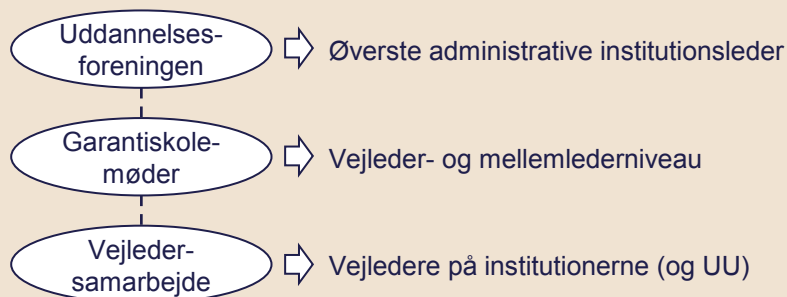 Uddannelses-
foreningen
Øverste administrative institutionsleder
Garantiskole-
møder
Vejleder- og mellemlederniveau
Vejleder-
samarbejde
Vejledere på institutionerne (og UU)